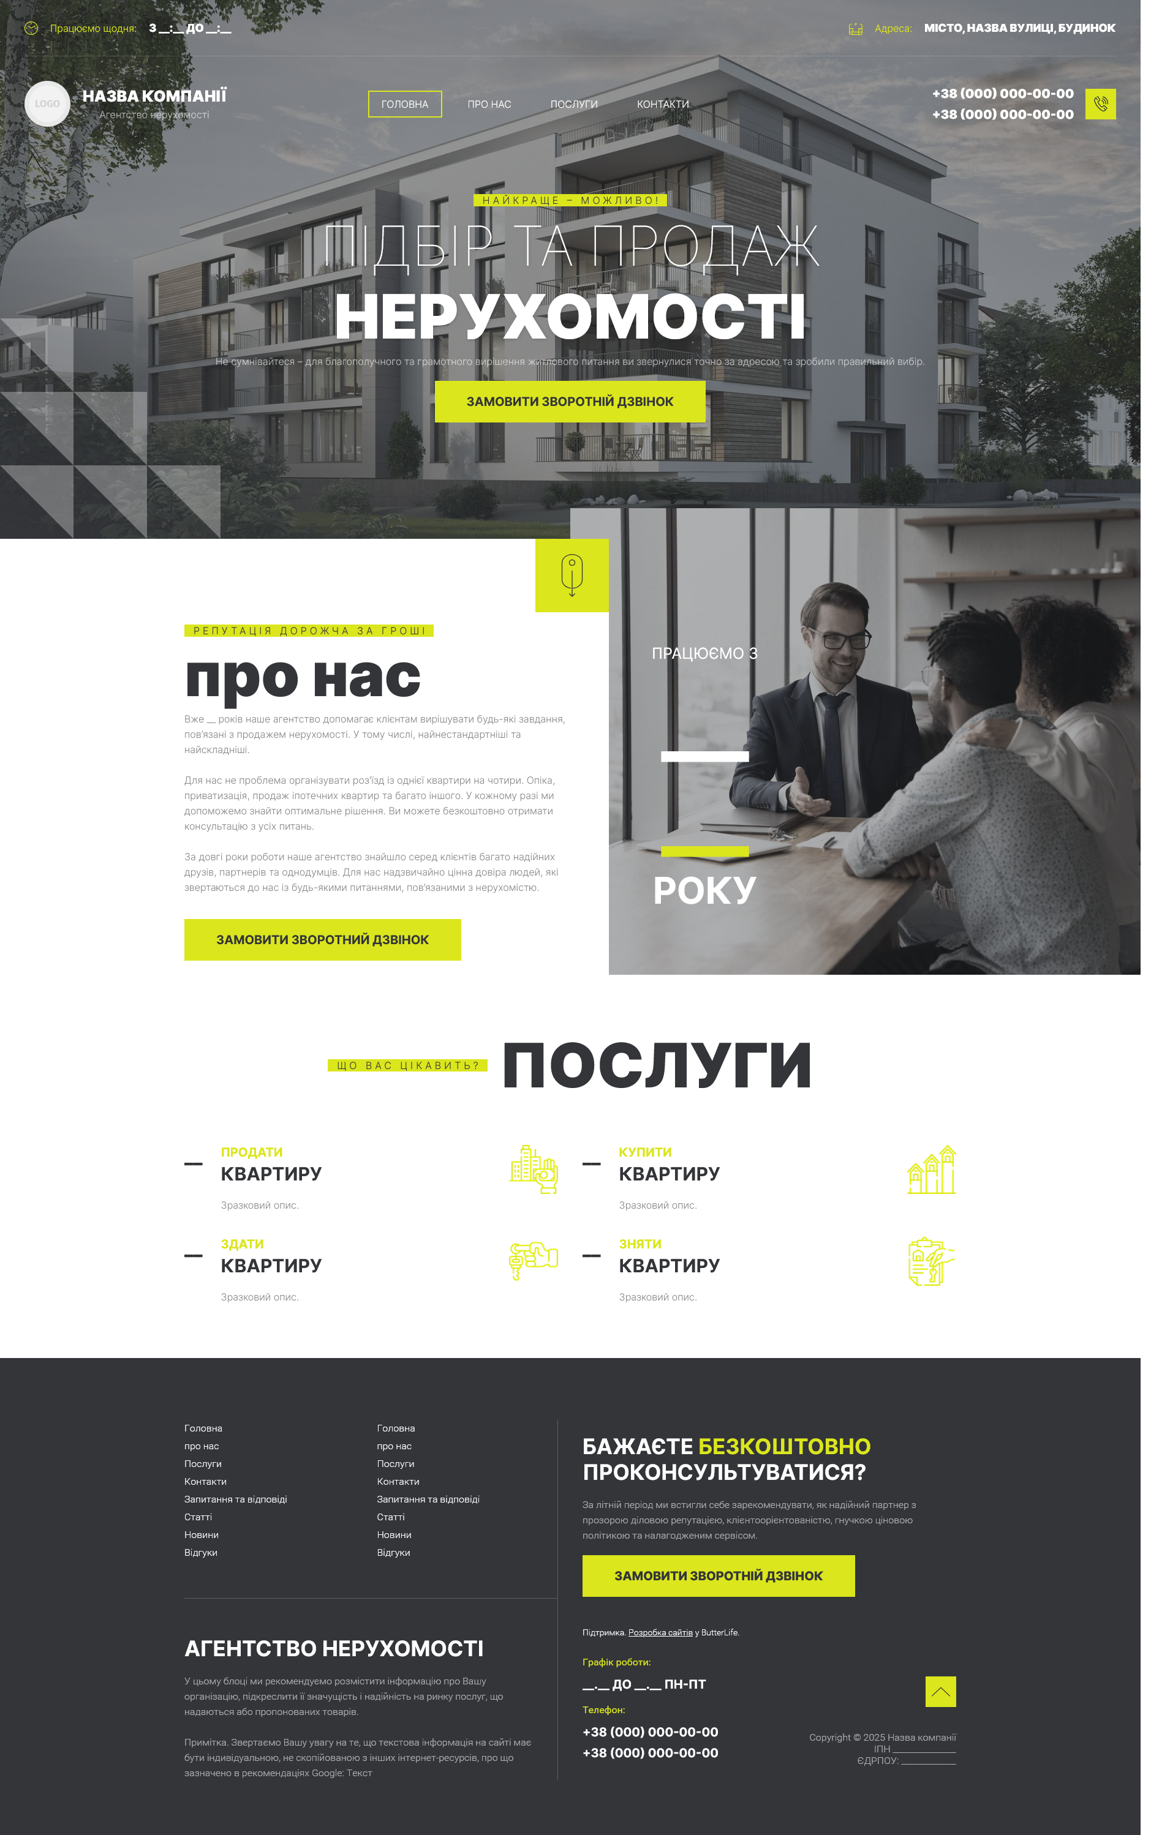 Працюємо щодня: З __:__ ДО __:__
Адреса: МІСТО, НАЗВА ВУЛИЦІ, БУДИНОК
LOGO
НАЗВА КОМПАНІЇ
Агентство нерухомості
ГОЛОВНА ПРО НАС ПОСЛУГИ КОНТАКТИ
+38 (000) 000-00-00
+38 (000) 000-00-00
НАЙКРАЩЕ – МОЖЛИВО!
ПІДБІР ТА ПРОДАЖ
НЕРУХОМОСТІ
Не сумнівайтеся – для благополучного та грамотного вирішення житлового питання ви звернулися точно за адресою та зробили правильний вибір.
ЗАМОВИТИ ЗВОРОТНІЙ ДЗВІНОК
РЕПУТАЦІЯ ДОРОЖЧА ЗА ГРОШІ
про нас
Вже __ років наше агентство допомагає клієнтам вирішувати будь-які завдання,
пов'язані з продажем нерухомості. У тому числі, найнестандартніші та
найскладніші.
Для нас не проблема організувати роз'їзд із однієї квартири на чотири. Опіка,
приватизація, продаж іпотечних квартир та багато іншого. У кожному разі ми
допоможемо знайти оптимальне рішення. Ви можете безкоштовно отримати
консультацію з усіх питань.
За довгі роки роботи наше агентство знайшло серед клієнтів багато надійних
друзів, партнерів та однодумців. Для нас надзвичайно цінна довіра людей, які
звертаються до нас із будь-якими питаннями, пов'язаними з нерухомістю.
ЗАМОВИТИ ЗВОРОТНИЙ ДЗВІНОК
ПРАЦЮЄМО З
РОКУ
ЩО ВАС ЦІКАВИТЬ?
ПОСЛУГИ
ПРОДАТИ
КВАРТИРУ
Зразковий опис.
КУПИТИ
КВАРТИРУ
Зразковий опис.
ЗДАТИ
КВАРТИРУ
Зразковий опис.
ЗНЯТИ
КВАРТИРУ
Зразковий опис.
Головна
про нас
Послуги
Контакти
Запитання та відповіді
Статті
Новини
Відгуки
Головна
про нас
Послуги
Контакти
Запитання та відповіді
Статті
Новини
Відгуки
АГЕНТСТВО НЕРУХОМОСТІ
У цьому блоці ми рекомендуємо розмістити інформацію про Вашу
організацію, підкреслити її значущість і надійність на ринку послуг, що
надаються або пропонованих товарів.
Примітка. Звертаємо Вашу увагу на те, що текстова інформація на сайті має
бути індивідуальною, не скопійованою з інших інтернет-ресурсів, про що
зазначено в рекомендаціях Google: Текст
БАЖАЄТЕ БЕЗКОШТОВНО
ПРОКОНСУЛЬТУВАТИСЯ?
За літній період ми встигли себе зарекомендувати, як надійний партнер з
прозорою діловою репутацією, клієнтоорієнтованістю, гнучкою ціновою
політикою та налагодженим сервісом.
ЗАМОВИТИ ЗВОРОТНІЙ ДЗВІНОК
Підтримка. Розробка сайтів у ButterLife.
Графік роботи:
__.__ ДО __.__ ПН-ПТ
Телефон:
+38 (000) 000-00-00
+38 (000) 000-00-00
Copyright © 2025 Назва компанії
ІПН ____________
ЄДРПОУ: __________